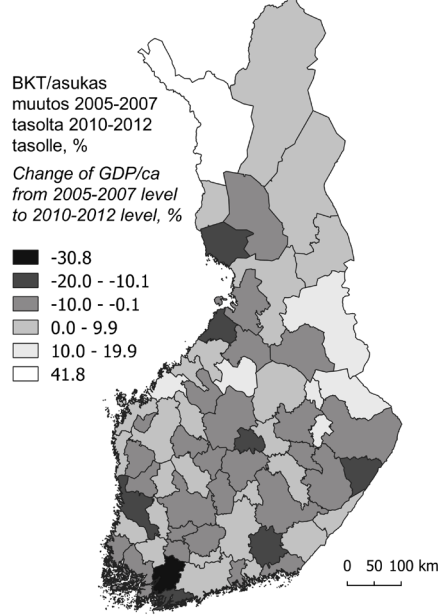 BKT/asukas
muutos 2005-2007
tasolta 2010-2012
tasolle, %
Change of GDP/ca
from 2005-2007 level
to 2010-2012 level, %
-30.8
-20.0 - -10.1
-10.0 - -0.1
0.0 - 9.9
10.0 - 19.9
41.8
0 50 100 km